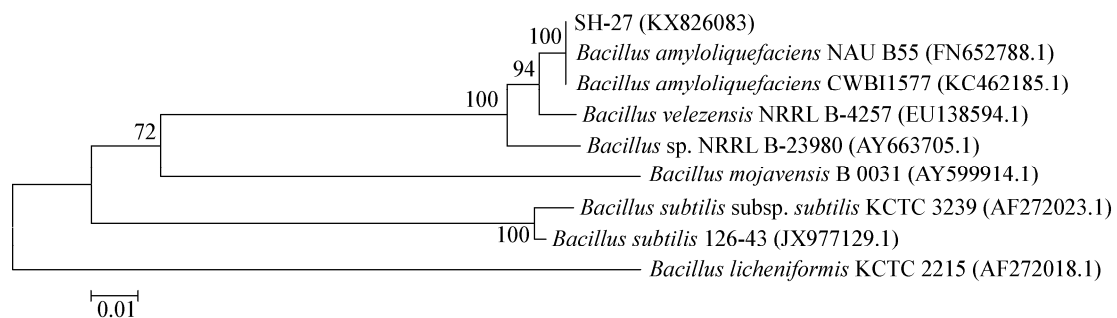 SH-27 (KX826083)
100
Bacillus amyloliquefaciens NAU B55 (FN652788.1)
94
Bacillus amyloliquefaciens CWBI1577 (KC462185.1)
100
Bacillus velezensis NRRL B-4257 (EU138594.1)
72
Bacillus sp. NRRL B-23980 (AY663705.1)
Bacillus mojavensis B 0031 (AY599914.1)
Bacillus subtilis subsp. subtilis KCTC 3239 (AF272023.1)
100
Bacillus subtilis 126-43 (JX977129.1)
Bacillus licheniformis KCTC 2215 (AF272018.1)
0.01